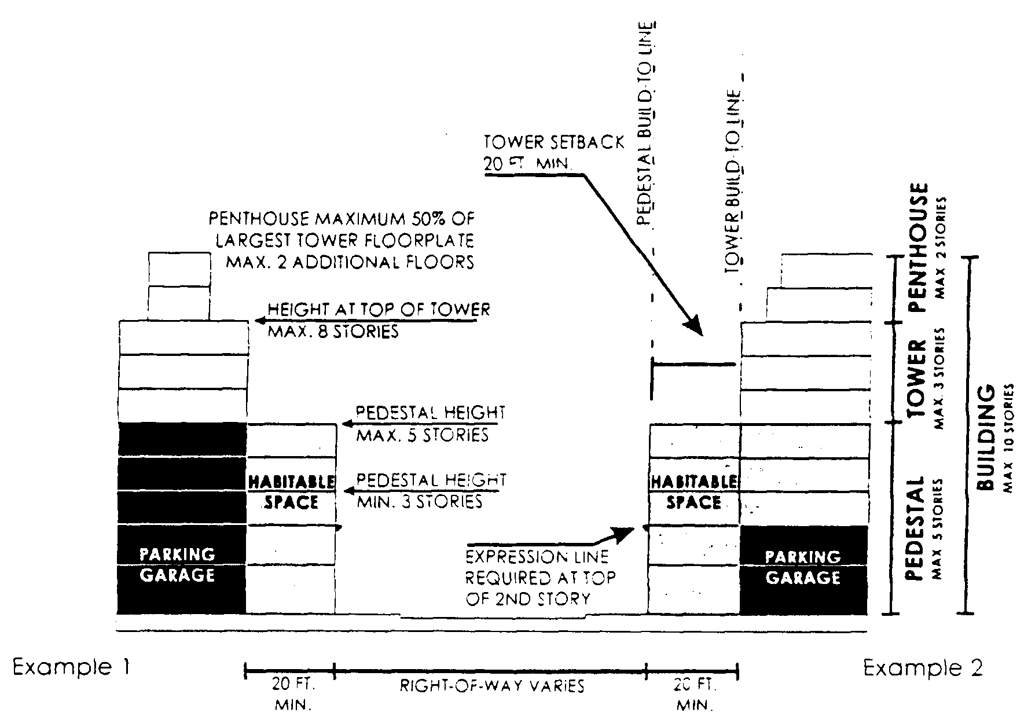 PEDESTAL BUILD-TO LINE
TOWER BUILD-TO LINE
TOWER SETBACK
20 FT. MIN.
PENTHOUSE MAXIMUM 50% OF
LARGEST TOWER FLOORPLATE
MAX. 2 ADDITIONAL FLOORS
HEIGHT AT TOP OF TOWER
MAX. 8 STORIES
PEDESTAL HEIGHT
MAX. 5 STORIES
HABITABLE
SPACE
PEDESTAL HEIGHT
MIN. 3 STORIES
HABITABLE
SPACE
PARKING
GARAGE
EXPRESSION LINE
REQUIRED AT TOP
OF 2ND STORY
PARKING
GARAGE
PENTHOUSE
MAX 2 STORIES
TOWER
MAX. 3 STORIES
PEDESTAL
MAX 5 STORIES
BUILDING
MAX 10 STORIES
Example 1
Example 2
20 FT.
MIN.
RIGHT-OF-WAY VARIES
20 FT.
MIN.